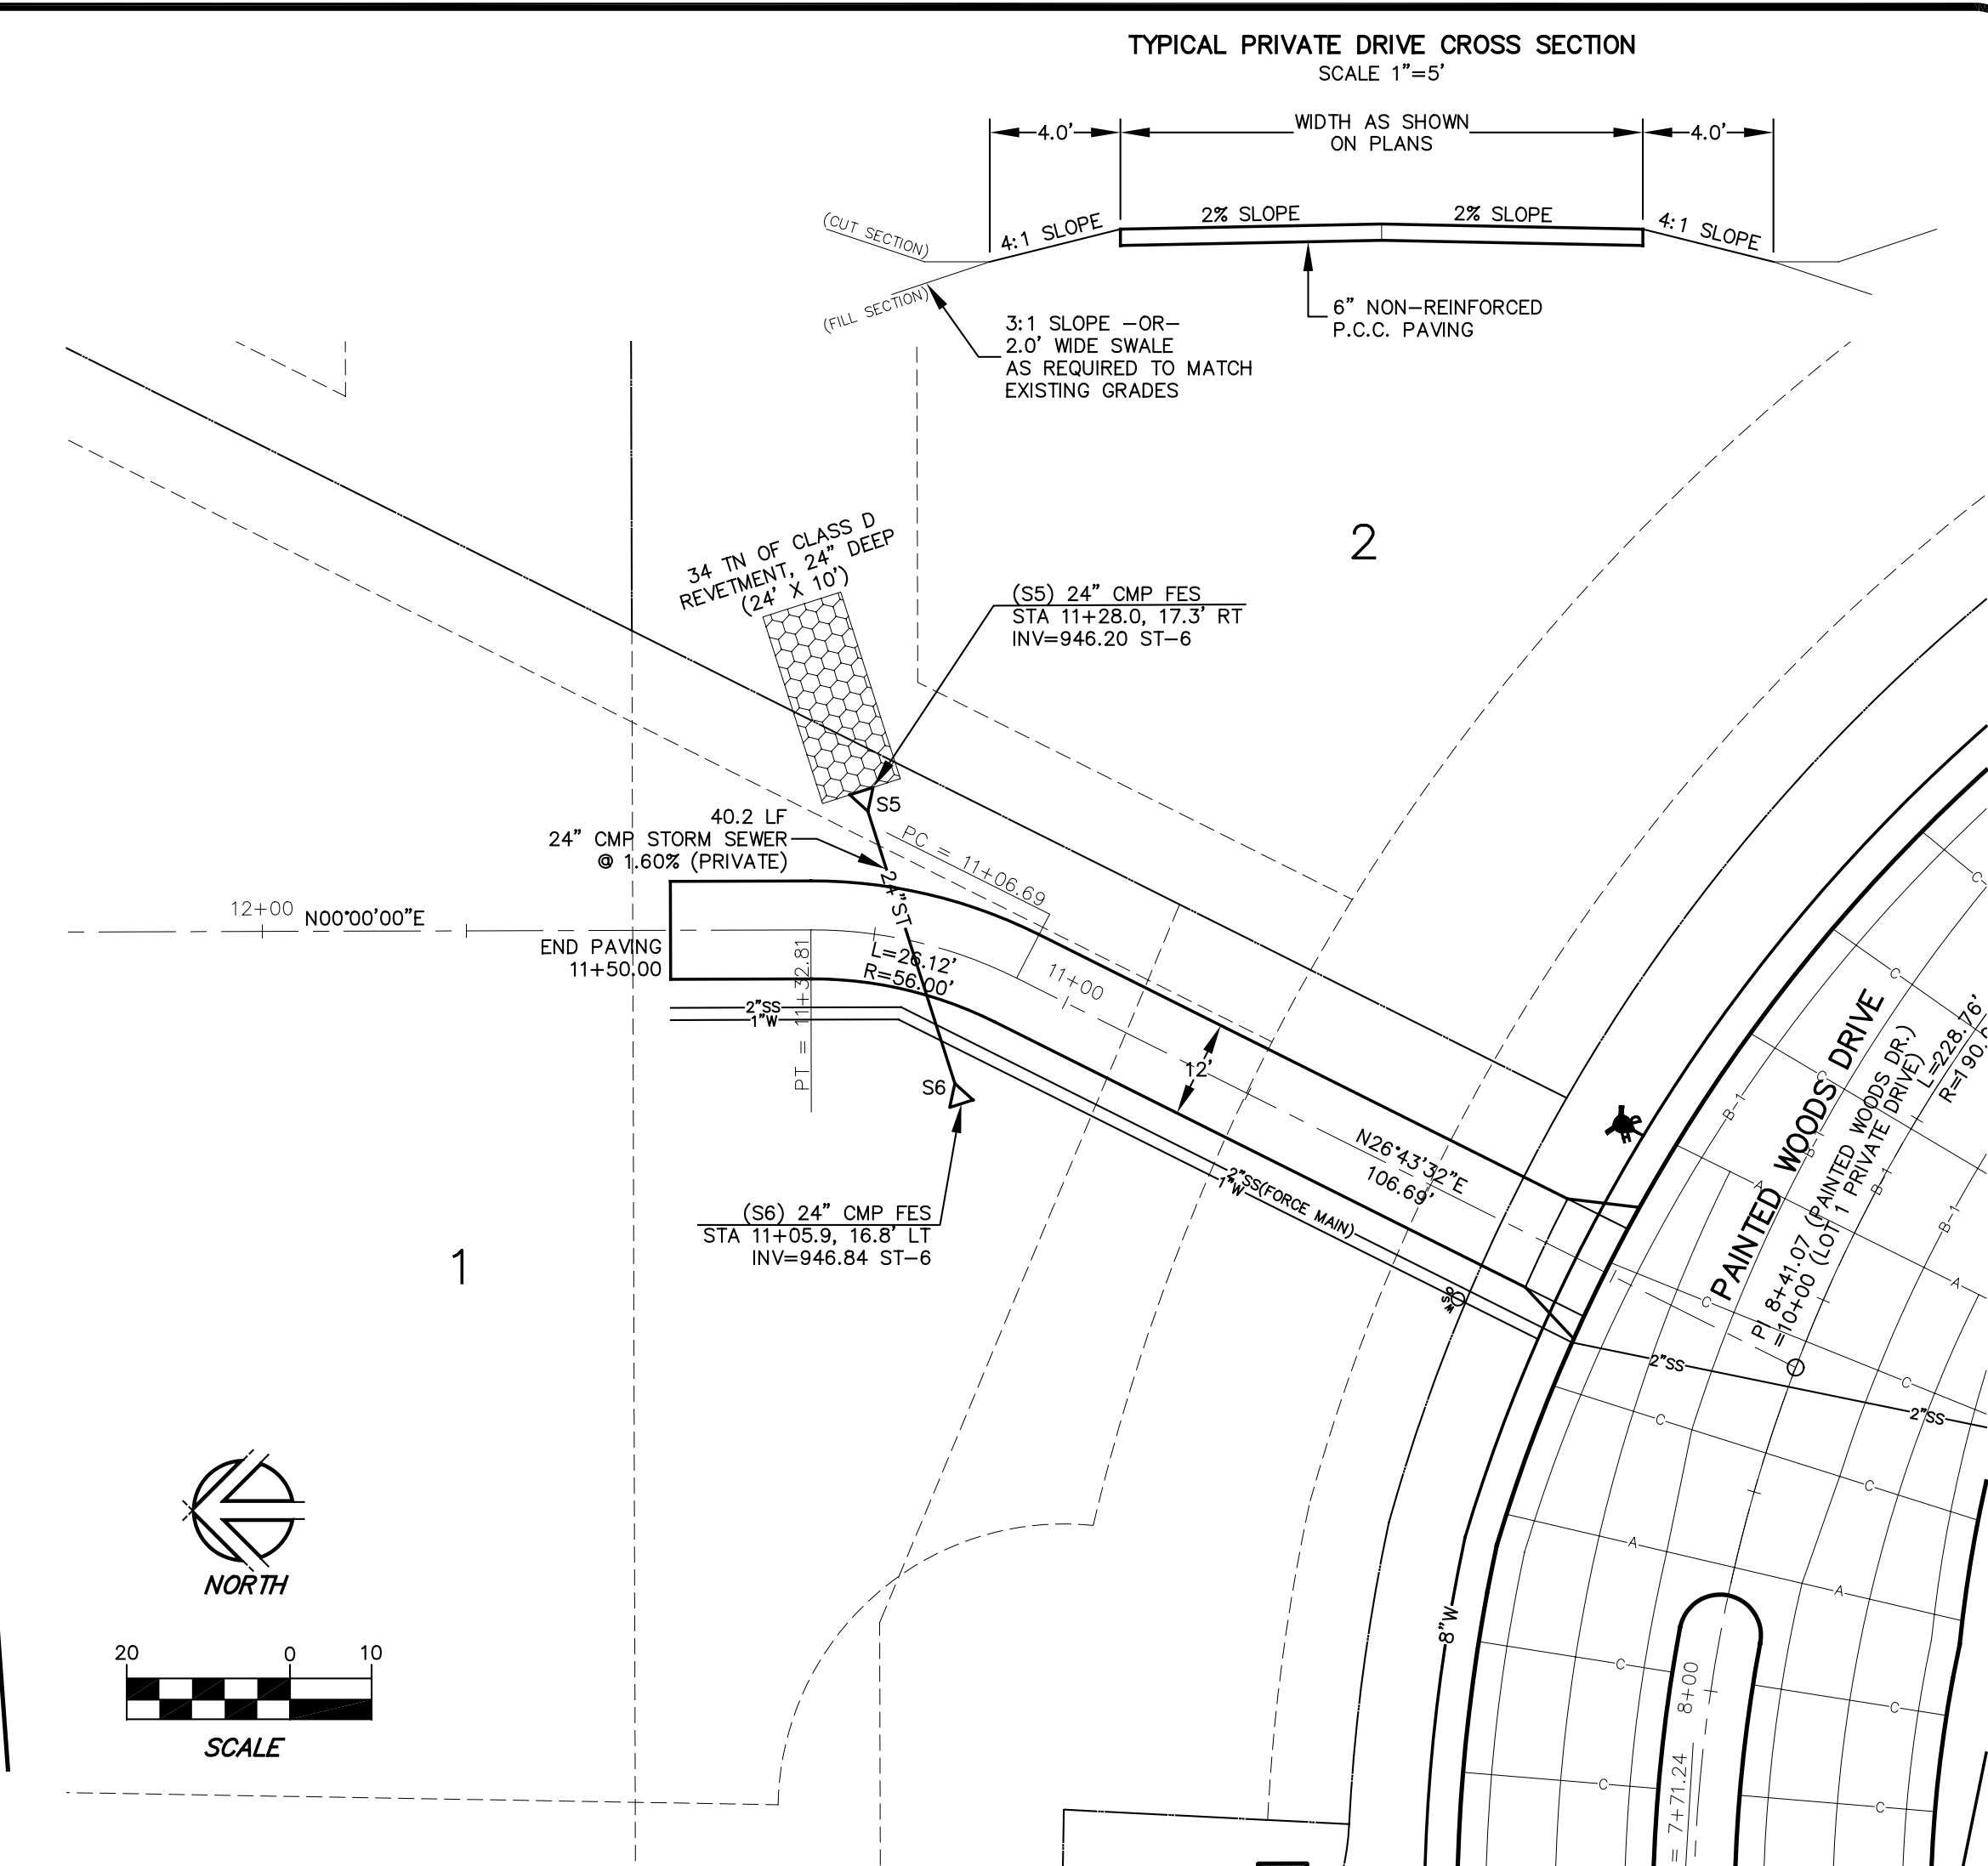 TYPICAL PRIVATE DRIVE CROSS SECTION
SCALE 1"=5'
4.0'
WIDTH AS SHOWN
ON PLANS
4.0'
(CUT SECTION)
4:1 SLOPE
2% SLOPE
2% SLOPE
4:1 SLOPE
(FILL SECTION)
3:1 SLOPE -OR-
2.0' WIDE SWALE
AS REQUIRED TO MATCH
EXISTING GRADES
6" NON-REINFORCED
P.C.C. PAVING
2
34 TN OF CLASS D
REVETMENT, 24" DEEP
(24' X 10')
(S5) 24" CMP FES
STA 11+28.0, 17.3' RT
INV=946.20 ST-6
S5
40.2 LF
24" CMP STORM SEWER
@ 1.60% (PRIVATE)
PC = 11+06.69
24"ST
12+00
N00°00'00"E
END PAVING
11+50.00
PT = 11+32.81
L=26.12'
R=56.00'
11+00
2"SS
1"W
S6
12'
(S6) 24" CMP FES
STA 11+05.9, 16.8' LT
INV=946.84 ST-6
1
N26°43'32"E
106.69'
2"SS(FORCE MAIN)
1"W
PAINTED WOODS DRIVE
PI 8+41.07 (PAINTED WOODS DR.)
=10+00 (LOT 1 PRIVATE DRIVE)
L=228.76'
R=190.
HYD
WSO
2"SS
2"SS
C
C
C
B-1
B-1
B-1
B-1
A
A
C
C
C
C
A
A
C
C
C
C
8"W
8+00
= 7+71.24
NORTH
20
0
10
SCALE